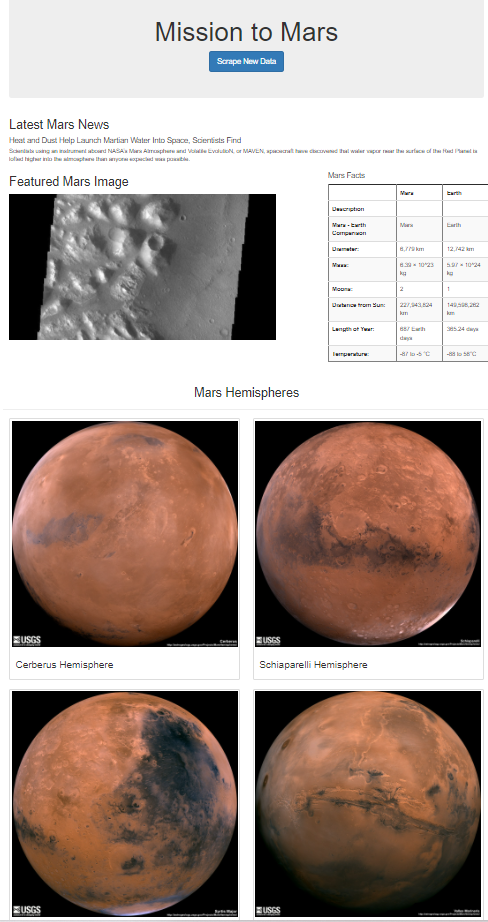 Mission to Mars
Scrape New Data
Latest Mars News
Heat and Dust Help Launch Martian Water Into Space, Scientists Find
Scientists using an instrument aboard NASA's Mars Atmosphere and Volatile EvolutioN, or MAVEN, spacecraft have discovered that water vapor near the surface of the Red Planet is
lofted higher into the atmosphere than anyone expected was possible.
Featured Mars Image
Mars Facts
Mars Earth
Description
Mars - Earth Comparison Mars Earth
Diameter: 6,779 km 12,742 km
Mass: 6.39 × 10^23 kg 5.97 × 10^24 kg
Moons: 2 1
Distance from Sun: 227,943,824 km 149,598,262 km
Length of Year: 687 Earth days 365.24 days
Temperature: -87 to -5 °C -88 to 58°C
Mars Hemispheres
USGS
Cerberus
USGS
Schiaparelli
Cerberus Hemisphere
Schiaparelli Hemisphere
USGS
Syrtis Major
USGS
Valles Marineris